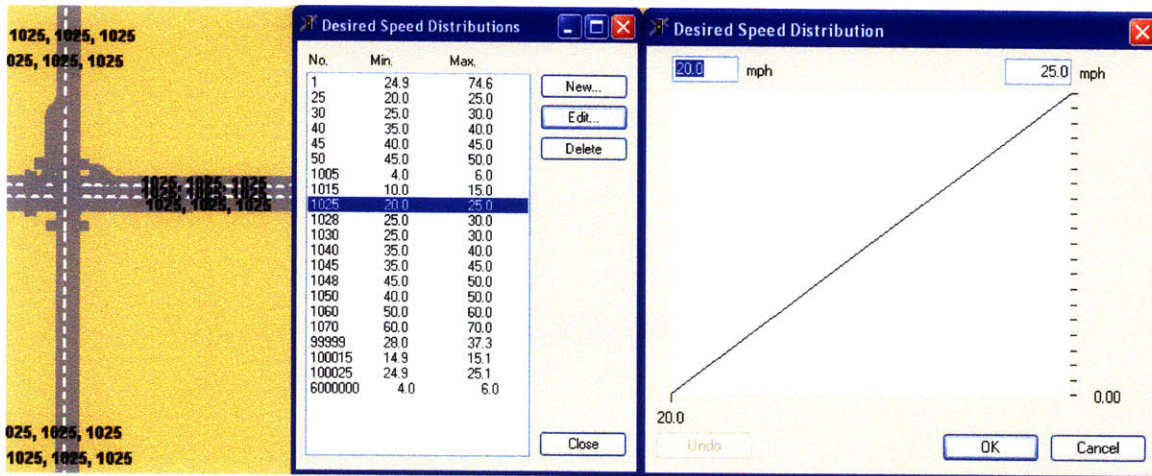 1025, 1025, 1025
025, 1025, 1025
1025, 1025, 1025
1025, 1025, 1025
025, 1025, 1025
1025, 1025, 1025
Desired Speed Distributions
No. Min. Max.
1 24.9 74.6
25 20.0 25.0
30 25.0 30.0
40 35.0 40.0
45 40.0 45.0
50 45.0 50.0
1005 4.0 6.0
1015 10.0 15.0
1025 20.0 25.0
1028 25.0 30.0
1030 25.0 30.0
1040 35.0 40.0
1045 35.0 45.0
1048 45.0 50.0
1050 40.0 50.0
1060 50.0 60.0
1070 60.0 70.0
99999 28.0 37.3
100015 14.9 15.1
100025 24.9 25.1
6000000 4.0 6.0
New...
Edit...
Delete
Close
Desired Speed Distribution
20.0 mph 25.0 mph
0.00
20.0
Undo OK Cancel